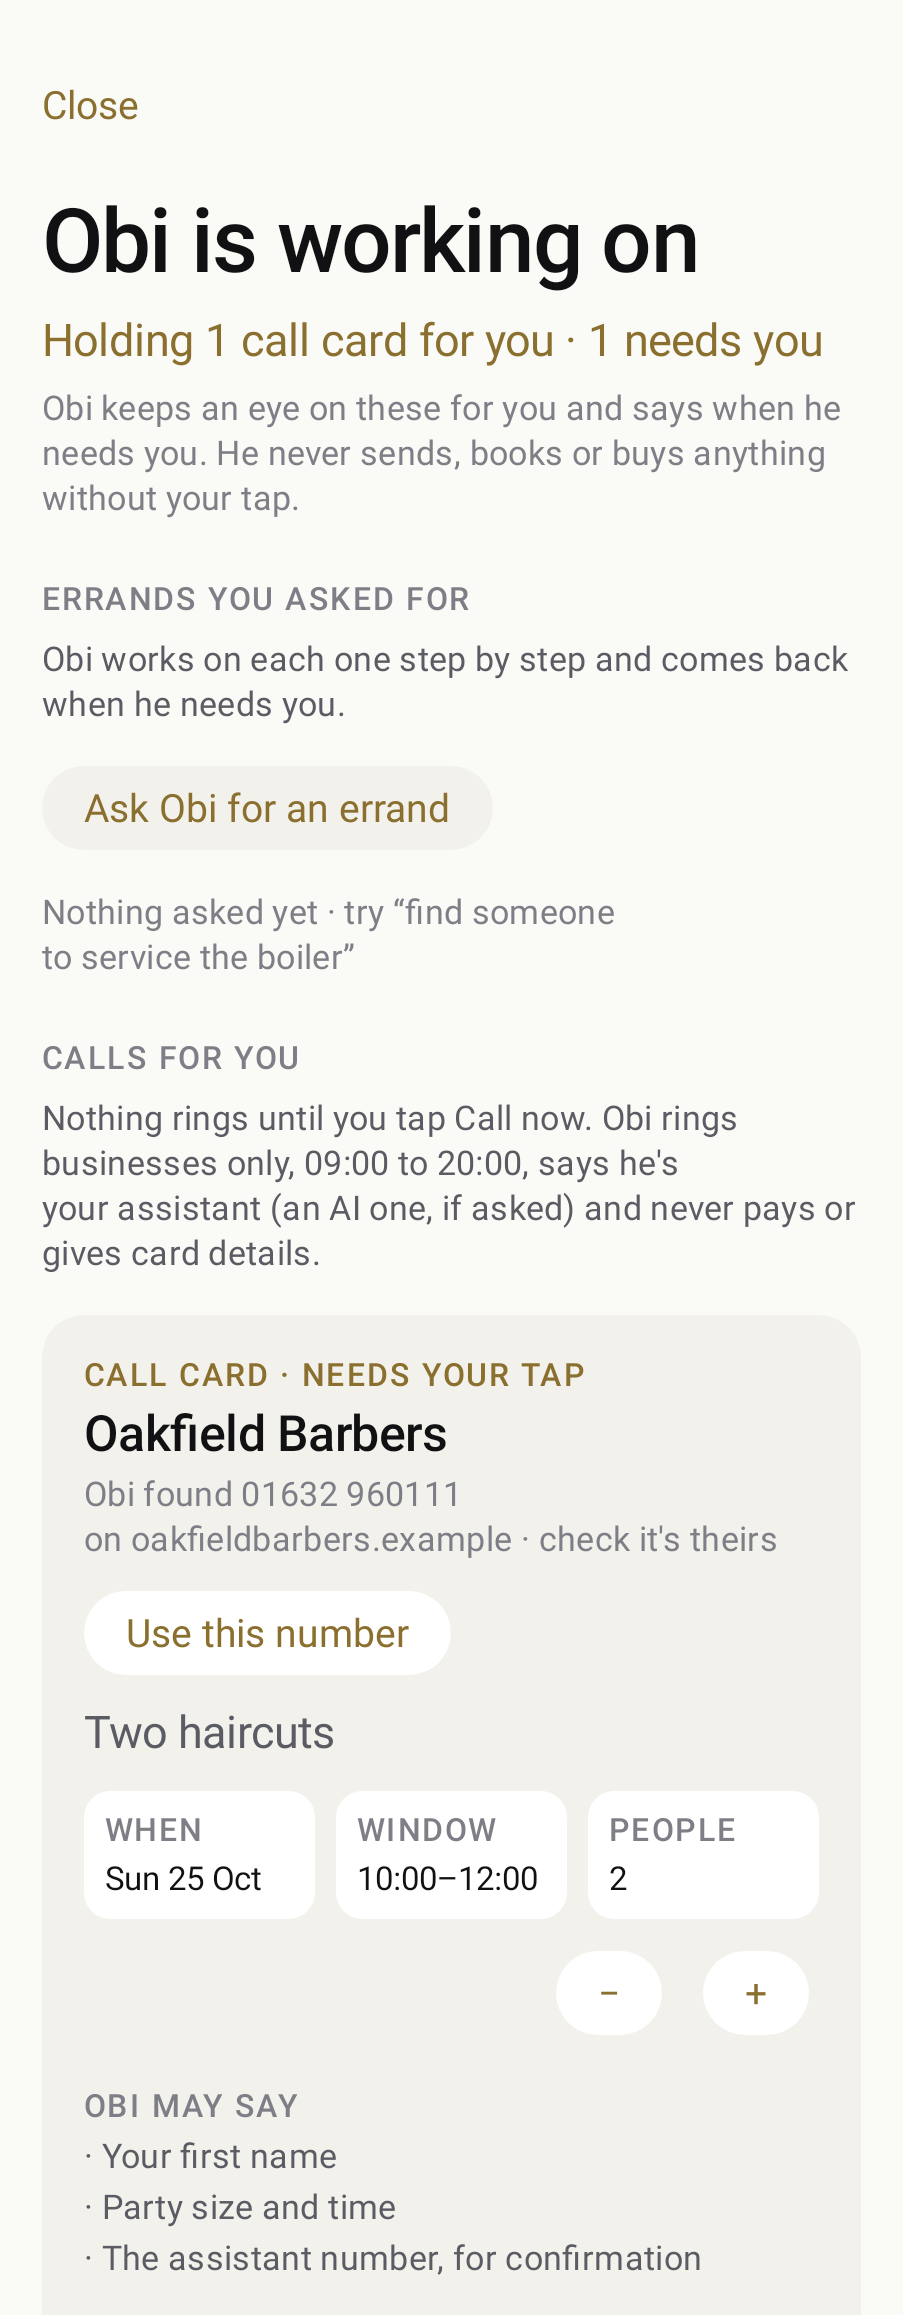 Close
Obi is working on
Holding 1 call card for you · 1 needs you
Obi keeps an eye on these for you and says when he
needs you. He never sends, books or buys anything
without your tap.
ERRANDS YOU ASKED FOR
Obi works on each one step by step and comes back
when he needs you.
Ask Obi for an errand
Nothing asked yet · try “find someone
to service the boiler”
CALLS FOR YOU
Nothing rings until you tap Call now. Obi rings
businesses only, 09:00 to 20:00, says he's
your assistant (an AI one, if asked) and never pays or
gives card details.
CALL CARD · NEEDS YOUR TAP
Oakfield Barbers
Obi found 01632 960111
on oakfieldbarbers.example · check it's theirs
Use this number
Two haircuts
WHEN WINDOW PEOPLE
Sun 25 Oct 10:00–12:00 2
− +
OBI MAY SAY
· Your first name
· Party size and time
· The assistant number, for confirmation